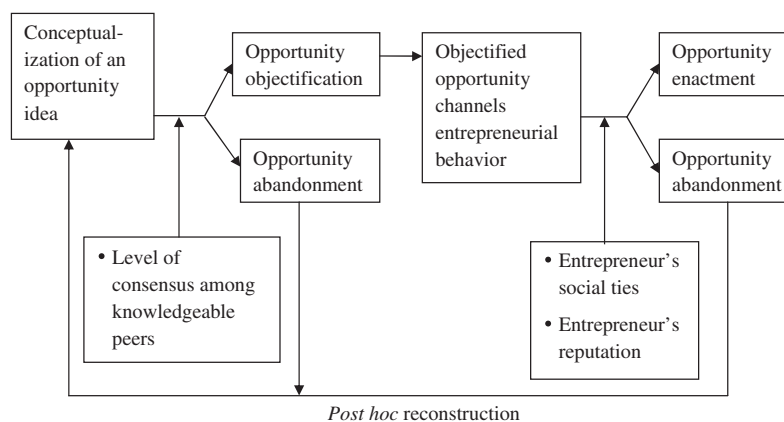 Conceptual-
ization of an
opportunity
idea
Opportunity
objectification
Opportunity
abandonment
Objectified
opportunity
channels
entrepreneurial
behavior
Opportunity
enactment
Opportunity
abandonment
• Level of
consensus among
knowledgeable
peers
• Entrepreneur’s
social ties
• Entrepreneur’s
reputation
Post hoc reconstruction